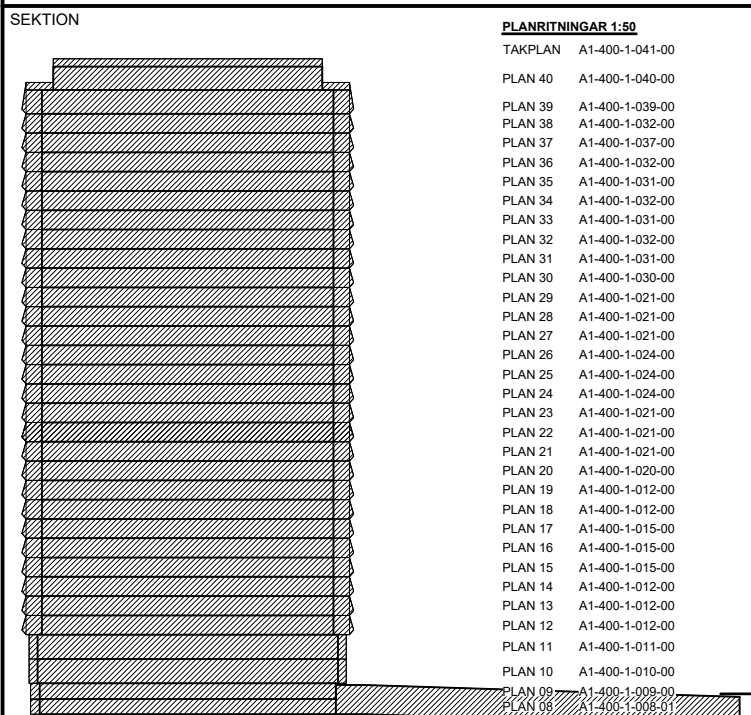 SEKTION
PLANRITNINGAR 1:50
TAKPLAN A1-400-1-041-00
PLAN 40 A1-400-1-040-00
PLAN 39 A1-400-1-039-00
PLAN 38 A1-400-1-032-00
PLAN 37 A1-400-1-037-00
PLAN 36 A1-400-1-032-00
PLAN 35 A1-400-1-031-00
PLAN 34 A1-400-1-032-00
PLAN 33 A1-400-1-031-00
PLAN 32 A1-400-1-032-00
PLAN 31 A1-400-1-031-00
PLAN 30 A1-400-1-030-00
PLAN 29 A1-400-1-021-00
PLAN 28 A1-400-1-021-00
PLAN 27 A1-400-1-021-00
PLAN 26 A1-400-1-024-00
PLAN 25 A1-400-1-024-00
PLAN 24 A1-400-1-024-00
PLAN 23 A1-400-1-021-00
PLAN 22 A1-400-1-021-00
PLAN 21 A1-400-1-021-00
PLAN 20 A1-400-1-020-00
PLAN 19 A1-400-1-012-00
PLAN 18 A1-400-1-012-00
PLAN 17 A1-400-1-015-00
PLAN 16 A1-400-1-015-00
PLAN 15 A1-400-1-015-00
PLAN 14 A1-400-1-012-00
PLAN 13 A1-400-1-012-00
PLAN 12 A1-400-1-012-00
PLAN 11 A1-400-1-011-00
PLAN 10 A1-400-1-010-00
PLAN 09 A1-400-1-009-00
PLAN 08 A1-400-1-008-01